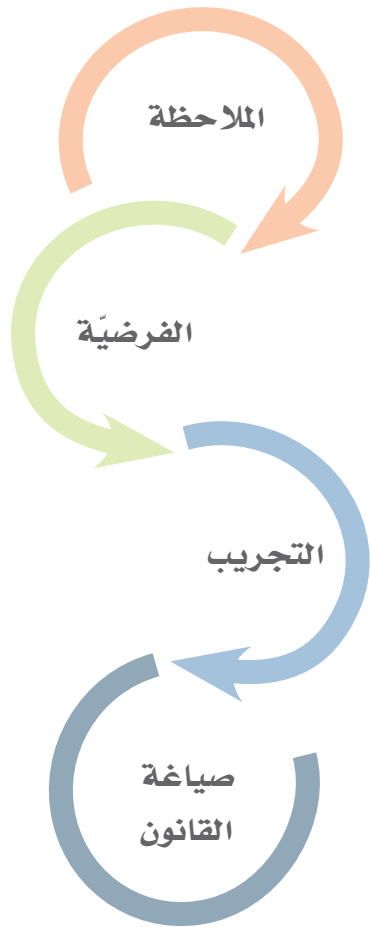 الملاحظة
الفرضيّة
التجريب
صياغة
القانون